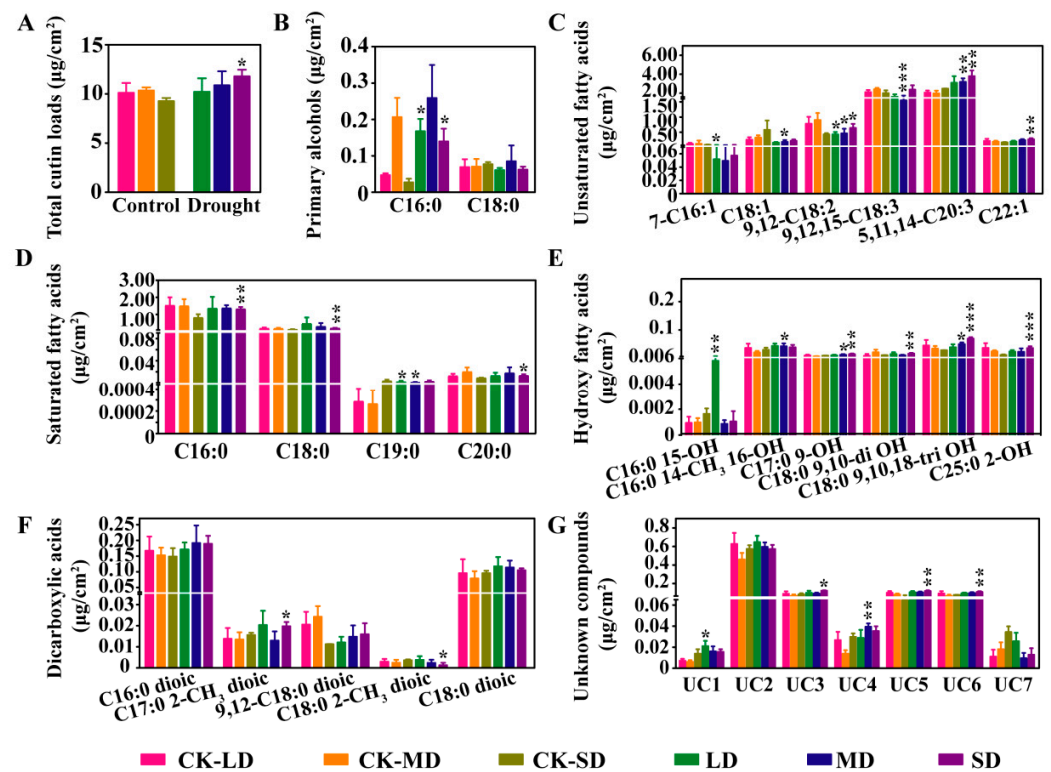 A
Total cutin loads (µg/cm²)
15
10
5
0
*
Control Drought
B
Primary alcohols (µg/cm²)
0.4
0.3
0.2
0.1
0
*
*
C16:0 C18:0
C
Unsaturated fatty acids
(µg/cm²)
6.00
4.00
2.00
1.50
0.50
0.06
0.04
0.02
0
*
*
*
*
*
***
**
**
**
7-C16:1
C18:1
9,12-C18:2
9,12,15-C18:3
5,11,14-C20:3
C22:1
D
Saturated fatty acids
(µg/cm²)
3.00
2.00
1.00
0.08
0.04
0.0004
0.0002
0
**
**
*
*
*
C16:0 C18:0 C19:0 C20:0
E
Hydroxy fatty acids
(µg/cm²)
0.2
0.1
0.006
0.004
0.002
0
**
*
*
**
**
*
***
***
C16:0 15-OH
C16:0 14-CH₃ 16-OH
C17:0 9-OH
C18:0 9,10-di OH
C18:0 9,10,18-tri OH
C25:0 2-OH
F
Dicarboxylic acids
(µg/cm²)
0.25
0.20
0.15
0.10
0.05
0.03
0.02
0.01
0
*
*
C16:0 dioic
C17:0 2-CH₃ dioic
9,12-C18:0 dioic
C18:0 2-CH₃ dioic
C18:0 dioic
G
Unknown compounds
(µg/cm²)
0.8
0.6
0.4
0.2
0.06
0.04
0.02
0
*
*
**
**
**
UC1 UC2 UC3 UC4 UC5 UC6 UC7
CK-LD CK-MD CK-SD LD MD SD